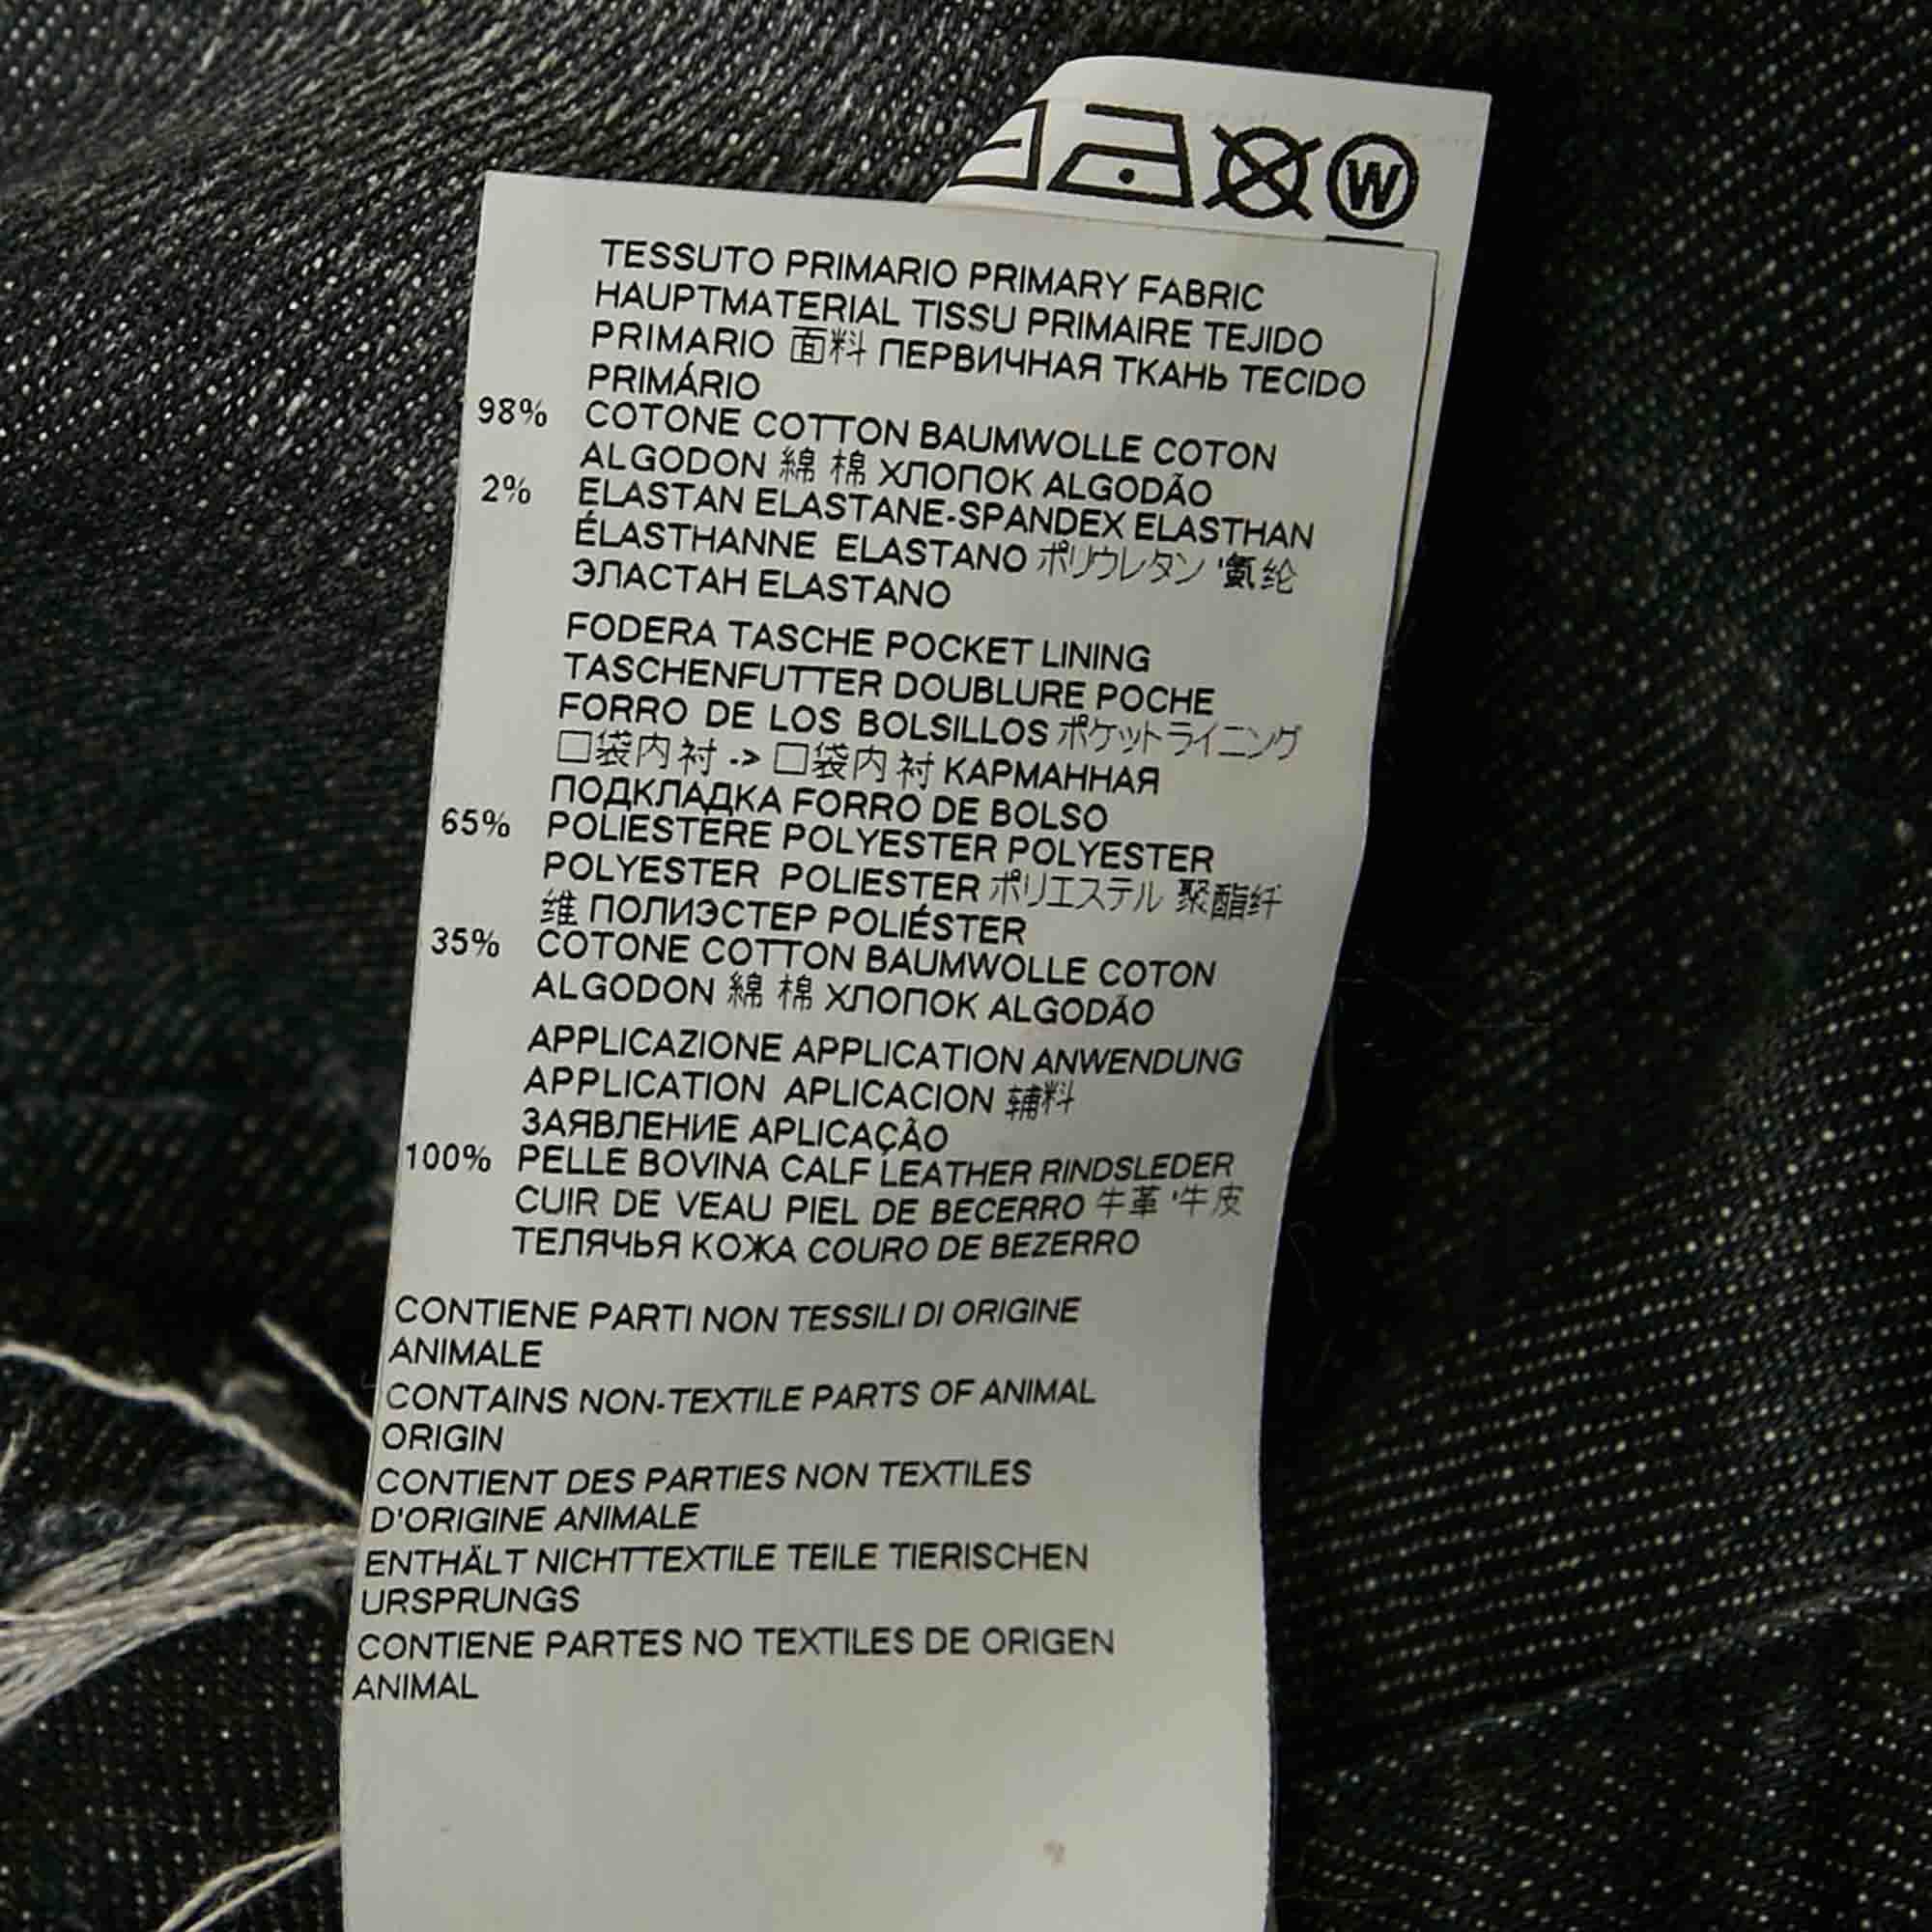 W
TESSUTO PRIMARIO PRIMARY FABRIC
HAUPTMATERIAL TISSU PRIMAIRE TEJIDO
PRIMARIO 面料 ПЕРВИЧНАЯ ТКАНЬ TECIDO
PRIMÁRIO
98% COTONE COTTON BAUMWOLLE COTON
ALGODON 綿 棉 ХЛОПОК ALGODÃO
2% ELASTAN ELASTANE-SPANDEX ELASTHAN
ÉLASTHANNE ELASTANO ポリウレタン '氨纶
ЭЛАСТАН ELASTANO
FODERA TASCHE POCKET LINING
TASCHENFUTTER DOUBLURE POCHE
FORRO DE LOS BOLSILLOS ポケットライニング
口袋内衬 -> 口袋内衬 КАРМАННАЯ
ПОДКЛАДКА FORRO DE BOLSO
65% POLIESTERE POLYESTER POLYESTER
POLYESTER POLIESTER ポリエステル 聚酯纤
维 ПОЛИЭСТЕР POLIÉSTER
35% COTONE COTTON BAUMWOLLE COTON
ALGODON 綿 棉 ХЛОПОК ALGODÃO
APPLICAZIONE APPLICATION ANWENDUNG
APPLICATION APLICACION 辅料
ЗАЯВЛЕНИЕ APLICAÇÃO
100% PELLE BOVINA CALF LEATHER RINDSLEDER
CUIR DE VEAU PIEL DE BECERRO 牛革 '牛皮
ТЕЛЯЧЬЯ КОЖА COURO DE BEZERRO
CONTIENE PARTI NON TESSILI DI ORIGINE
ANIMALE
CONTAINS NON-TEXTILE PARTS OF ANIMAL
ORIGIN
CONTIENT DES PARTIES NON TEXTILES
D'ORIGINE ANIMALE
ENTHÄLT NICHTTEXTILE TEILE TIERISCHEN
URSPRUNGS
CONTIENE PARTES NO TEXTILES DE ORIGEN
ANIMAL